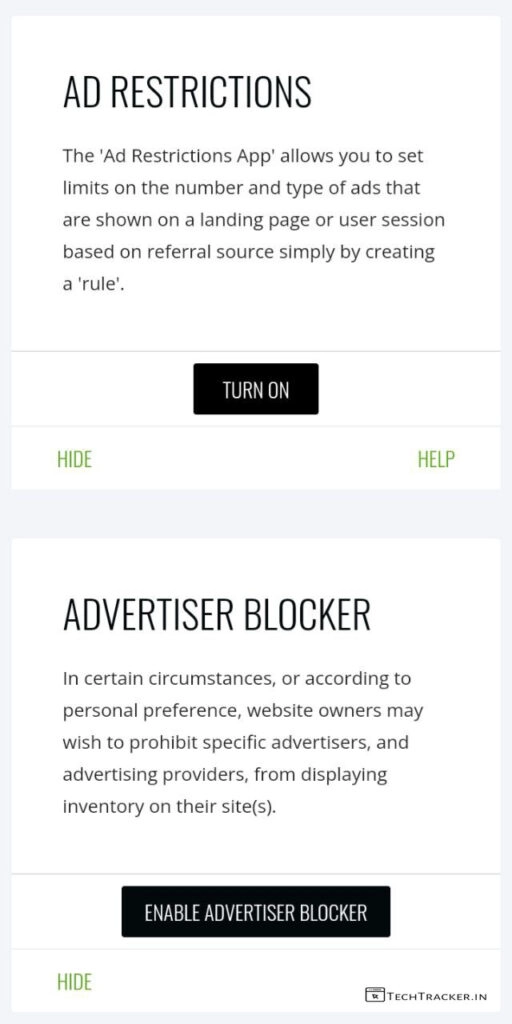 AD RESTRICTIONS
The 'Ad Restrictions App' allows you to set
limits on the number and type of ads that
are shown on a landing page or user session
based on referral source simply by creating
a 'rule'.
TURN ON
HIDE
HELP
ADVERTISER BLOCKER
In certain circumstances, or according to
personal preference, website owners may
wish to prohibit specific advertisers, and
advertising providers, from displaying
inventory on their site(s).
ENABLE ADVERTISER BLOCKER
HIDE
TECHTRACKER.IN